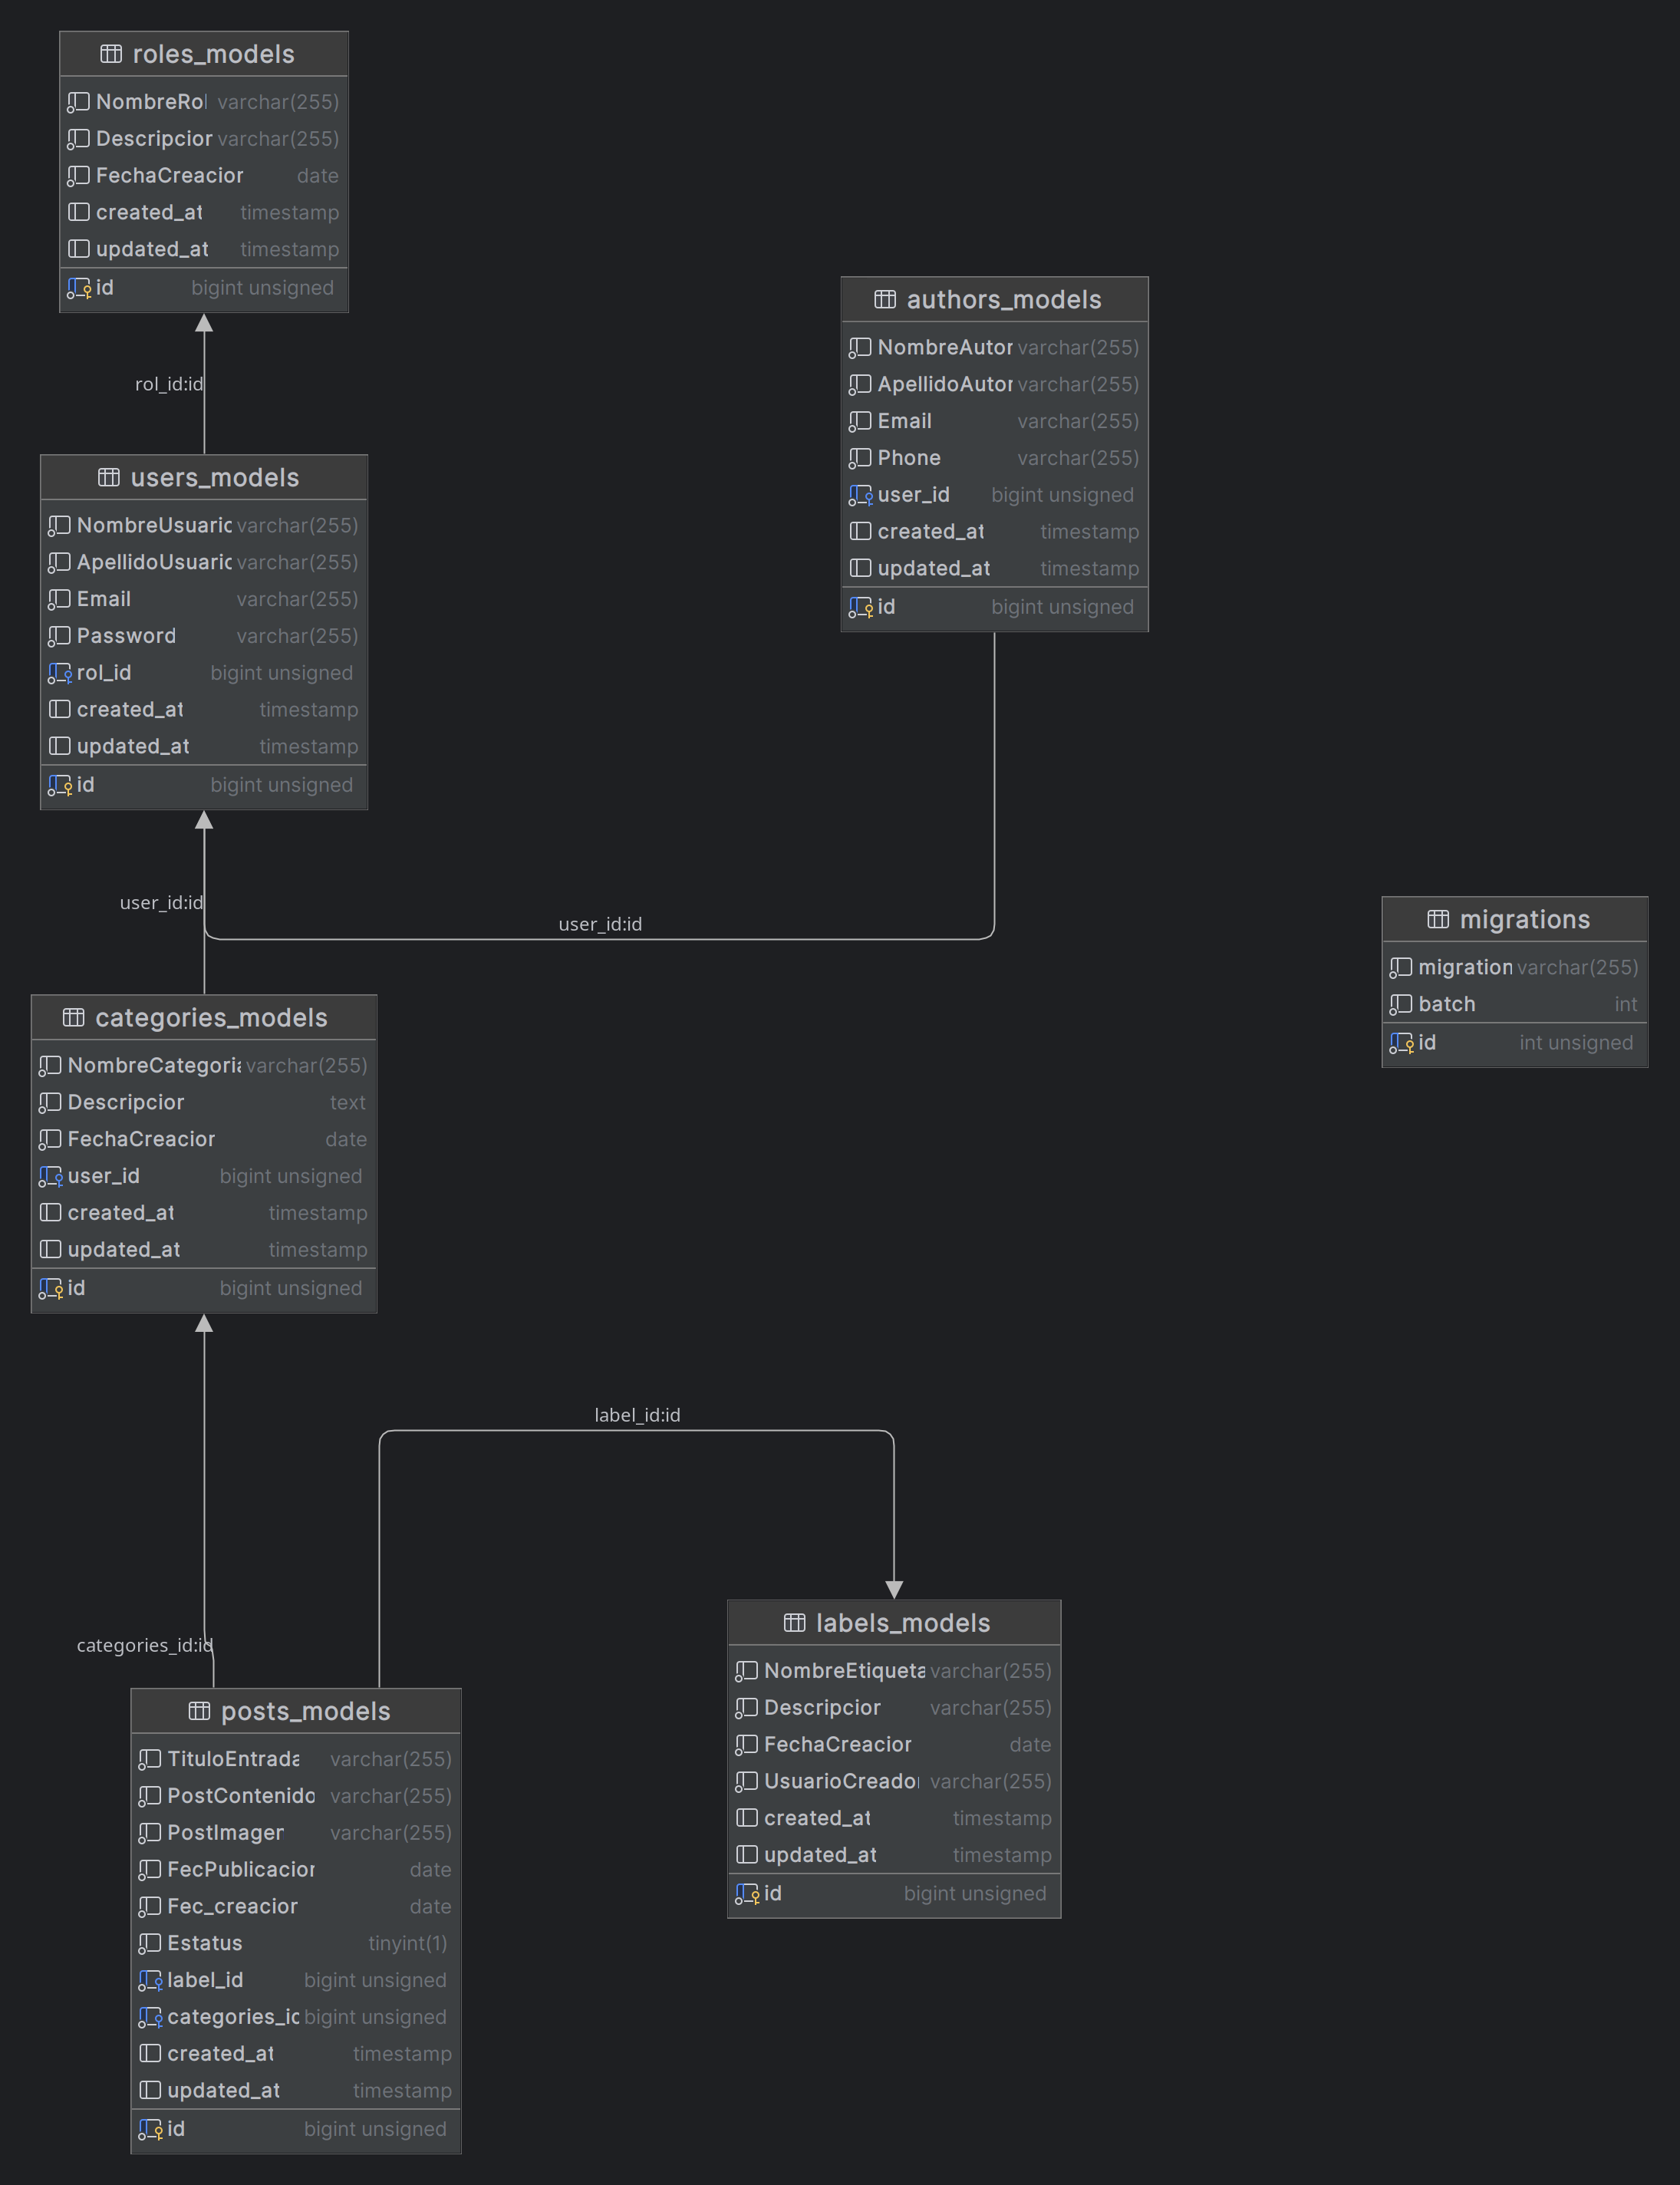 roles_models
NombreRol varchar(255)
Descripcior varchar(255)
FechaCreacior date
created_at timestamp
updated_at timestamp
id bigint unsigned
rol_id:id
authors_models
NombreAutor varchar(255)
ApellidoAutor varchar(255)
Email varchar(255)
Phone varchar(255)
user_id bigint unsigned
created_at timestamp
updated_at timestamp
id bigint unsigned
users_models
NombreUsuaric varchar(255)
ApellidoUsuaric varchar(255)
Email varchar(255)
Password varchar(255)
rol_id bigint unsigned
created_at timestamp
updated_at timestamp
id bigint unsigned
user_id:id
user_id:id
migrations
migration varchar(255)
batch int
id int unsigned
categories_models
NombreCategoria varchar(255)
Descripcior text
FechaCreacior date
user_id bigint unsigned
created_at timestamp
updated_at timestamp
id bigint unsigned
label_id:id
categories_id:id
labels_models
NombreEtiqueta varchar(255)
Descripcior varchar(255)
FechaCreacior date
UsuarioCreador varchar(255)
created_at timestamp
updated_at timestamp
id bigint unsigned
posts_models
TituloEntrada varchar(255)
PostContenido varchar(255)
PostImager varchar(255)
FecPublicacior date
Fec_creacior date
Estatus tinyint(1)
label_id bigint unsigned
categories_ic bigint unsigned
created_at timestamp
updated_at timestamp
id bigint unsigned